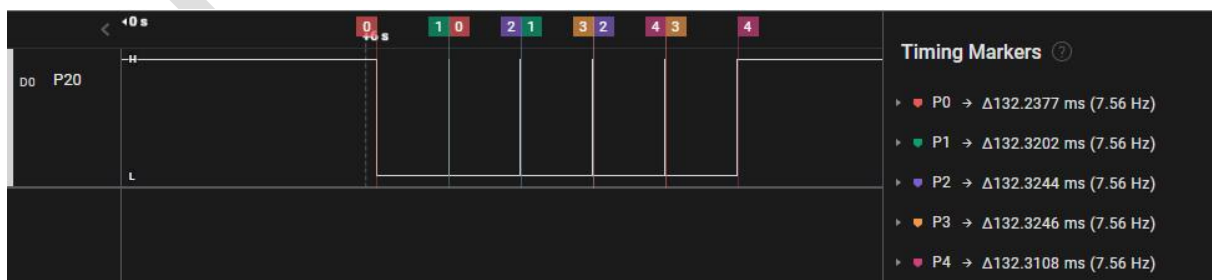 0 s
0 1 0 2 1 3 2 4 3 4
+0 s
H
D0 P20
L
Timing Markers ?
P0 → Δ132.2377 ms (7.56 Hz)
P1 → Δ132.3202 ms (7.56 Hz)
P2 → Δ132.3244 ms (7.56 Hz)
P3 → Δ132.3246 ms (7.56 Hz)
P4 → Δ132.3108 ms (7.56 Hz)